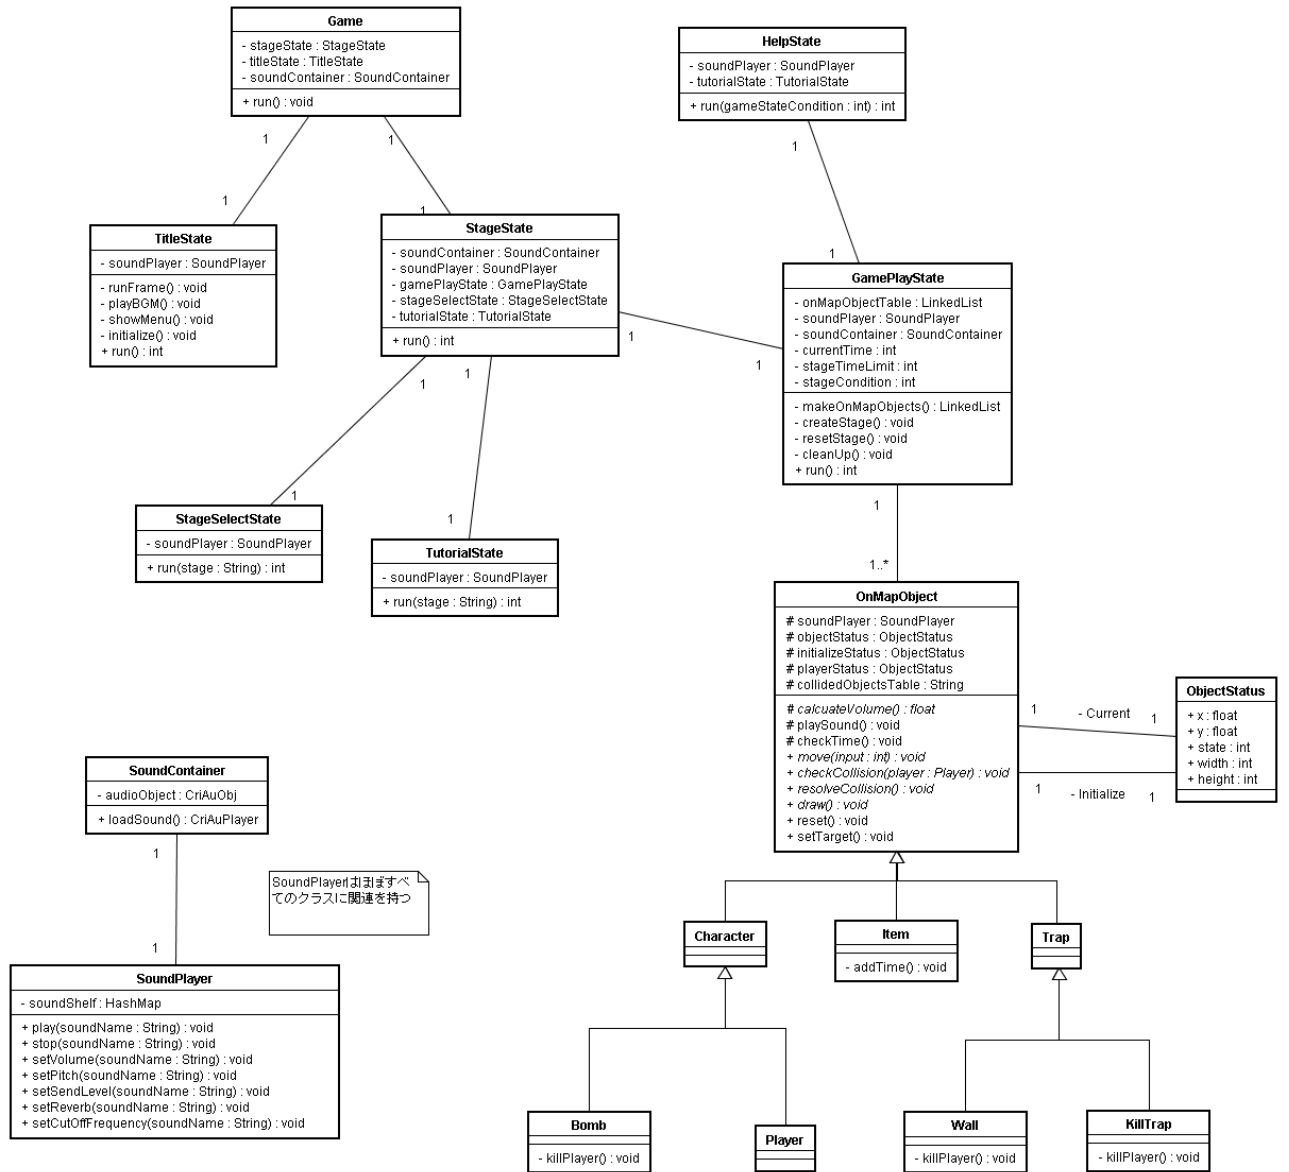 Game
- stageState : StageState
- titleState : TitleState
- soundContainer : SoundContainer
+ run() : void
HelpState
- soundPlayer : SoundPlayer
- tutorialState : TutorialState
+ run(gameStateCondition : int) : int
1
1
1
1
1
1
TitleState
- soundPlayer : SoundPlayer
- runFrame() : void
- playBGM() : void
- showMenu() : void
- initialize() : void
+ run() : int
StageState
- soundContainer : SoundContainer
- soundPlayer : SoundPlayer
- gamePlayState : GamePlayState
- stageSelectState : StageSelectState
- tutorialState : TutorialState
+ run() : int
GamePlayState
- onMapObjectTable : LinkedList
- soundPlayer : SoundPlayer
- soundContainer : SoundContainer
- currentTime : int
- stageTimeLimit : int
- stageCondition : int
- makeOnMapObjects() : LinkedList
- createStage() : void
- resetStage() : void
- cleanUp() : void
+ run() : int
1
1
1
1
1
1
StageSelectState
- soundPlayer : SoundPlayer
+ run(stage : String) : int
TutorialState
- soundPlayer : SoundPlayer
+ run(stage : String) : int
1
1..*
OnMapObject
# soundPlayer : SoundPlayer
# objectStatus : ObjectStatus
# initializeStatus : ObjectStatus
# playerStatus : ObjectStatus
# collidedObjectsTable : String
# calcuateVolume() : float
# playSound() : void
# checkTime() : void
+ move(input : int) : void
+ checkCollision(player : Player) : void
+ resolveCollision() : void
+ draw() : void
+ reset() : void
+ setTarget() : void
1
- Current
1
1
- Initialize
1
ObjectStatus
+ x : float
+ y : float
+ state : int
+ width : int
+ height : int
SoundContainer
- audioObject : CriAuObj
+ loadSound() : CriAuPlayer
1
1
SoundPlayerはほぼすべ
てのクラスに関連を持つ
SoundPlayer
- soundShelf : HashMap
+ play(soundName : String) : void
+ stop(soundName : String) : void
+ setVolume(soundName : String) : void
+ setPitch(soundName : String) : void
+ setSendLevel(soundName : String) : void
+ setReverb(soundName : String) : void
+ setCutOffFrequency(soundName : String) : void
Character
Item
- addTime() : void
Trap
Bomb
- killPlayer() : void
Player
Wall
- killPlayer() : void
KillTrap
- killPlayer() : void